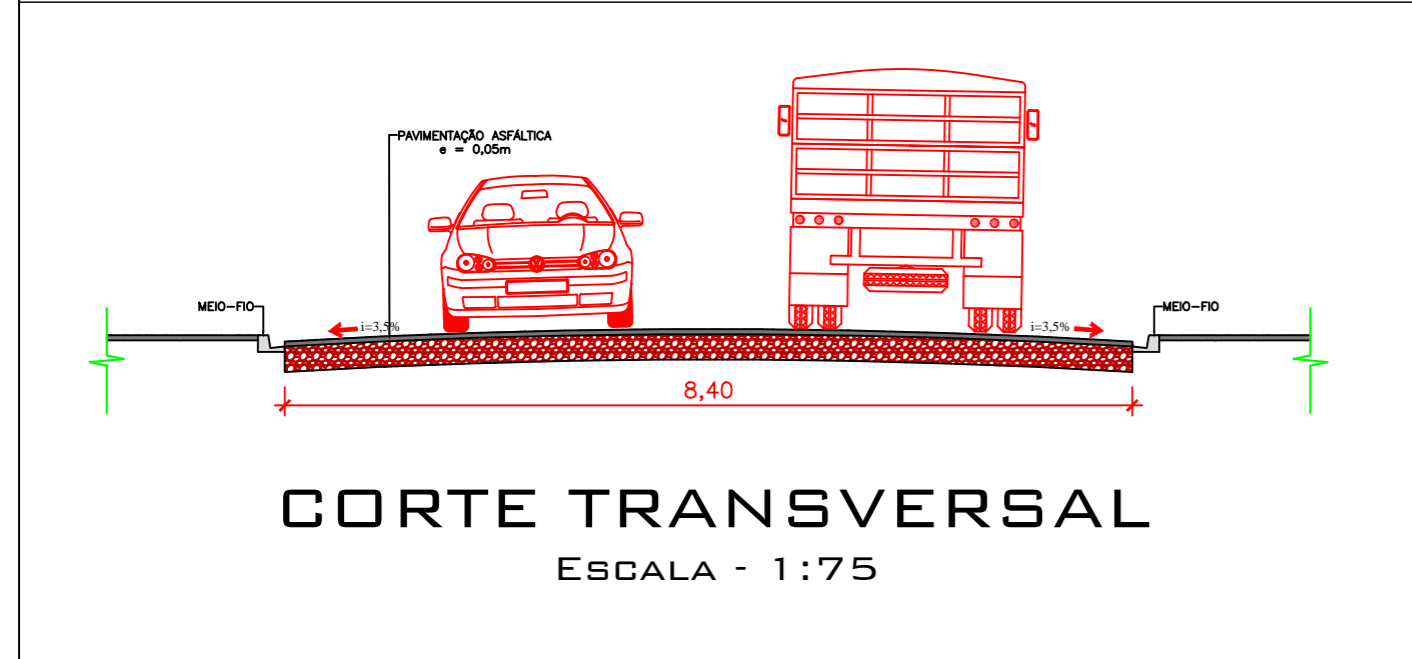 PAVIMENTAÇÃO ASFÁLTICA
e = 0,05m
MEIO-FIO
MEIO-FIO
i=3,5%
i=3,5%
8,40
CORTE TRANSVERSAL
ESCALA - 1:75